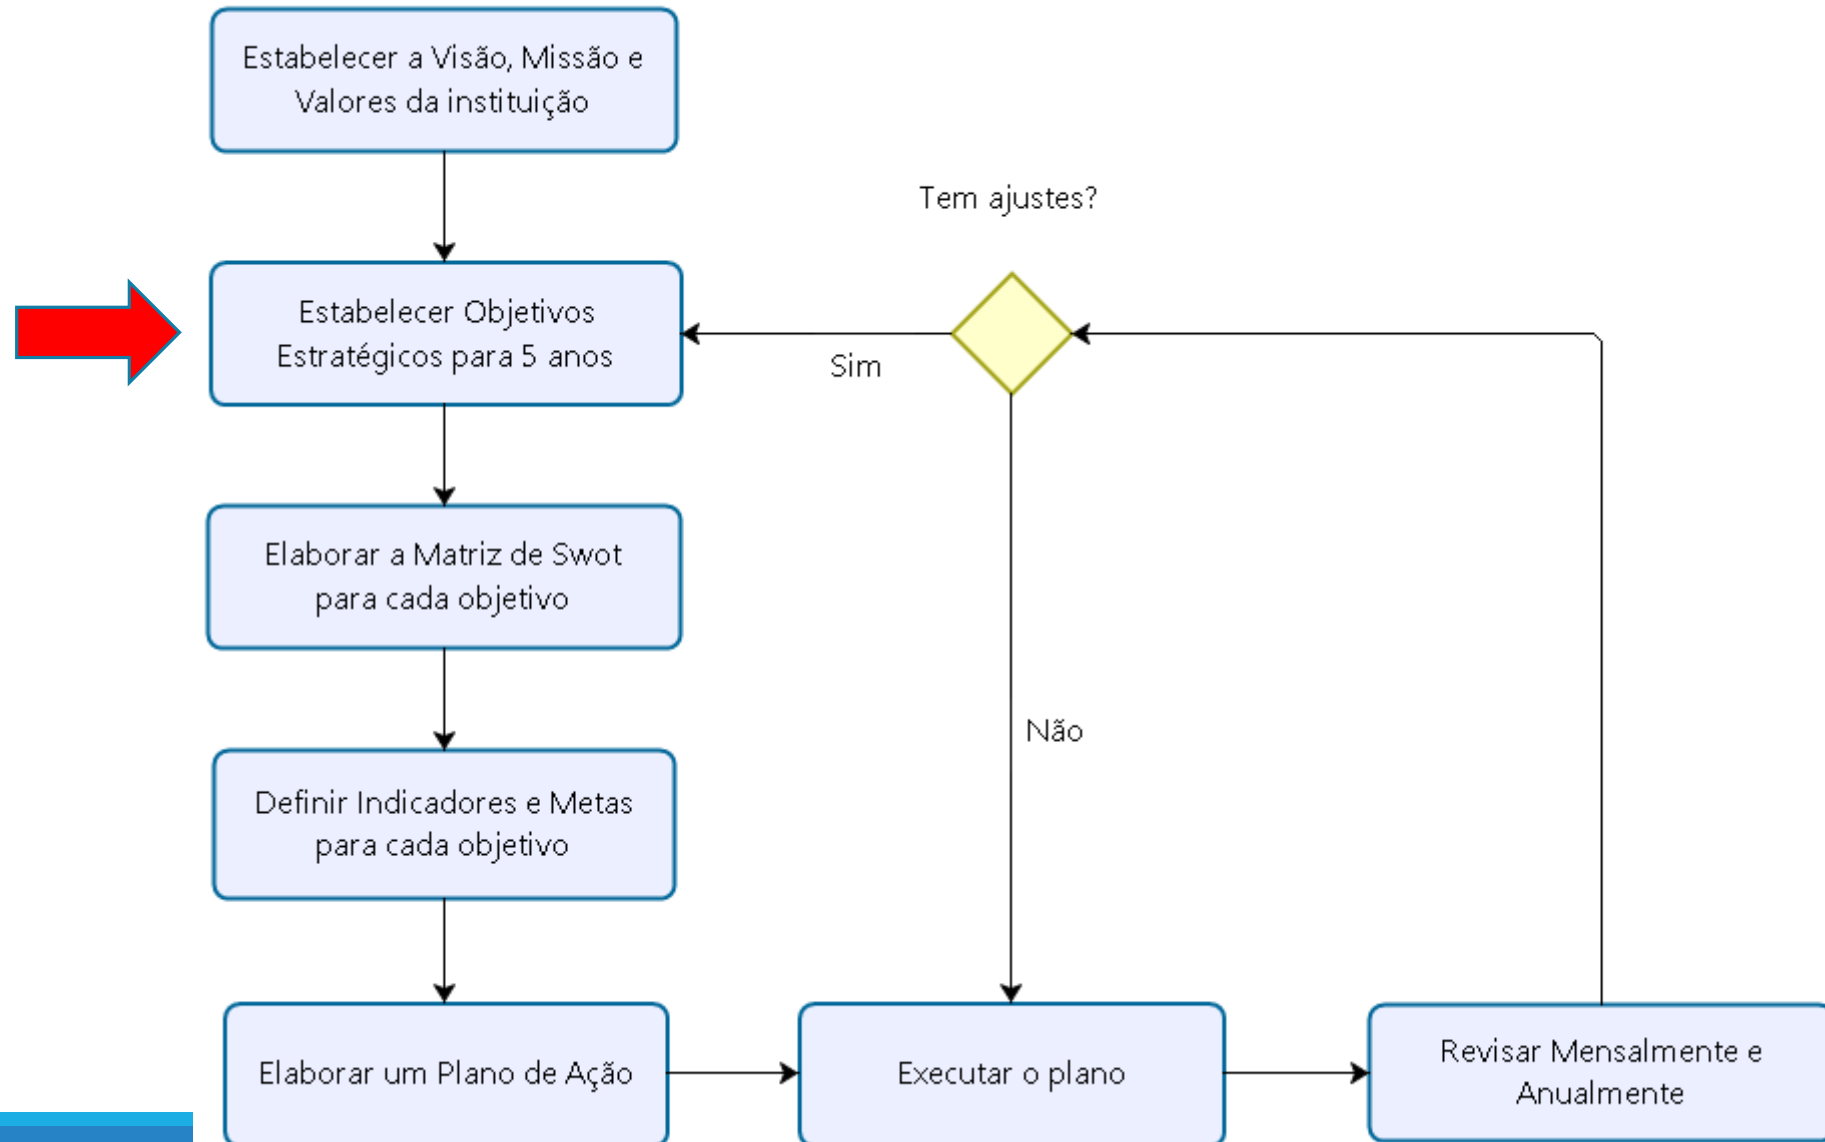 Estabelecer a Visão, Missão e
Valores da instituição
Tem ajustes?
Estabelecer Objetivos
Estratégicos para 5 anos
Sim
Elaborar a Matriz de Swot
para cada objetivo
Não
Definir Indicadores e Metas
para cada objetivo
Elaborar um Plano de Ação
Executar o plano
Revisar Mensalmente e
Anualmente